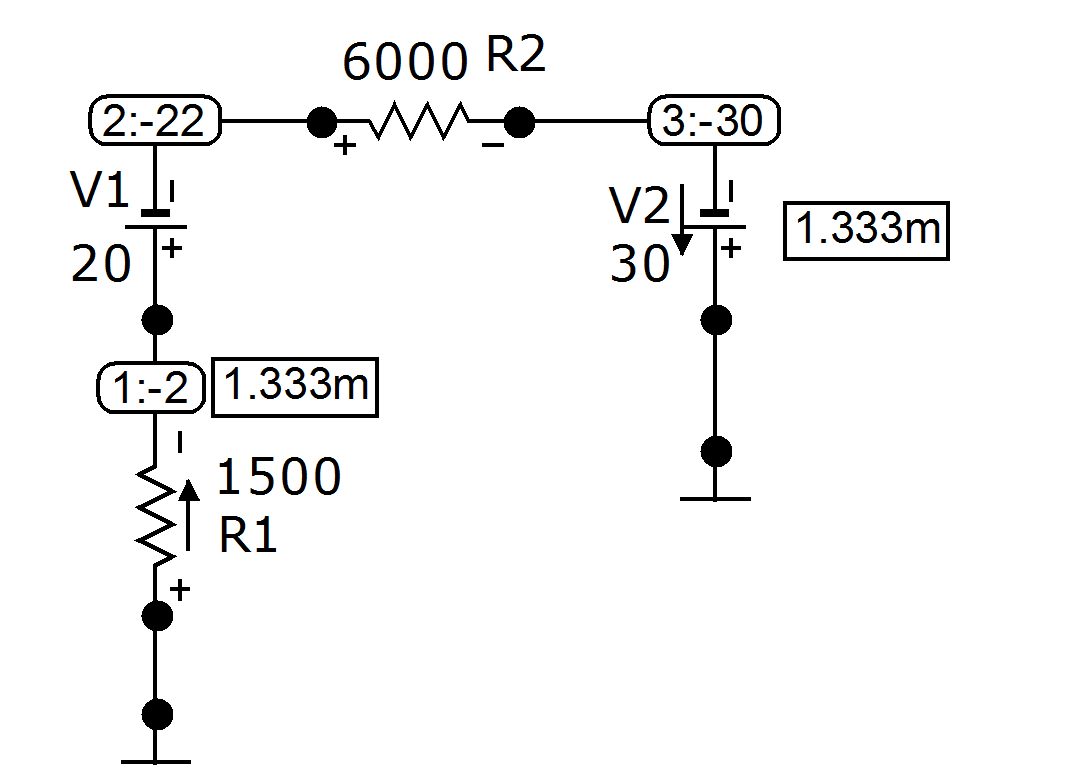 6000 R2
2:-22
+ -
3:-30
V1
-
20
+
V2
-
30
+
1.333m
1:-2
1.333m
-
1500
R1
+